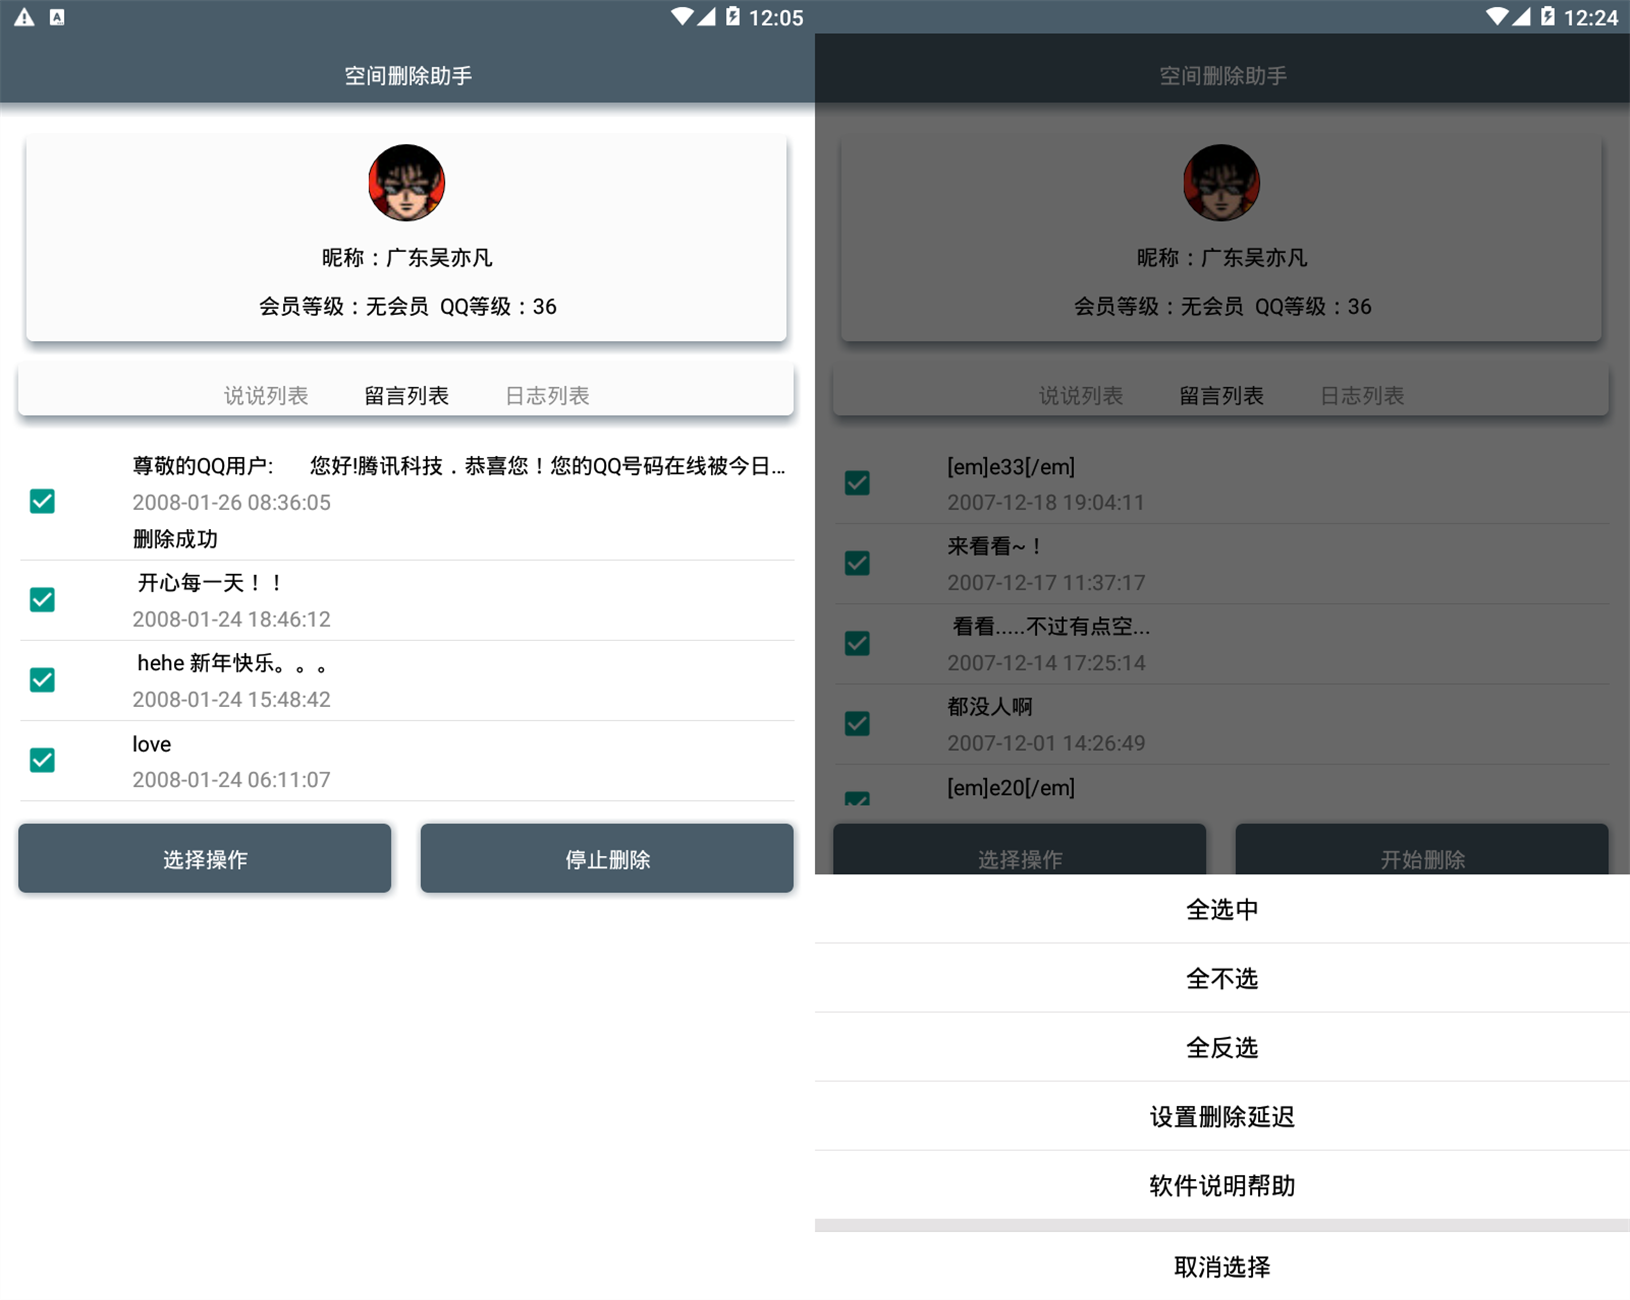 12:05
空间删除助手
昵称：广东吴亦凡
会员等级：无会员 QQ等级：36
说说列表 留言列表 日志列表
尊敬的QQ用户: 您好!腾讯科技．恭喜您！您的QQ号码在线被今日...
2008-01-26 08:36:05
删除成功
开心每一天！！
2008-01-24 18:46:12
hehe 新年快乐。。。
2008-01-24 15:48:42
love
2008-01-24 06:11:07
选择操作 停止删除
12:24
空间删除助手
昵称：广东吴亦凡
会员等级：无会员 QQ等级：36
说说列表 留言列表 日志列表
[em]e33[/em]
2007-12-18 19:04:11
来看看~！
2007-12-17 11:37:17
看看.....不过有点空...
2007-12-14 17:25:14
都没人啊
2007-12-01 14:26:49
[em]e20[/em]
选择操作 开始删除
全选中
全不选
全反选
设置删除延迟
软件说明帮助
取消选择